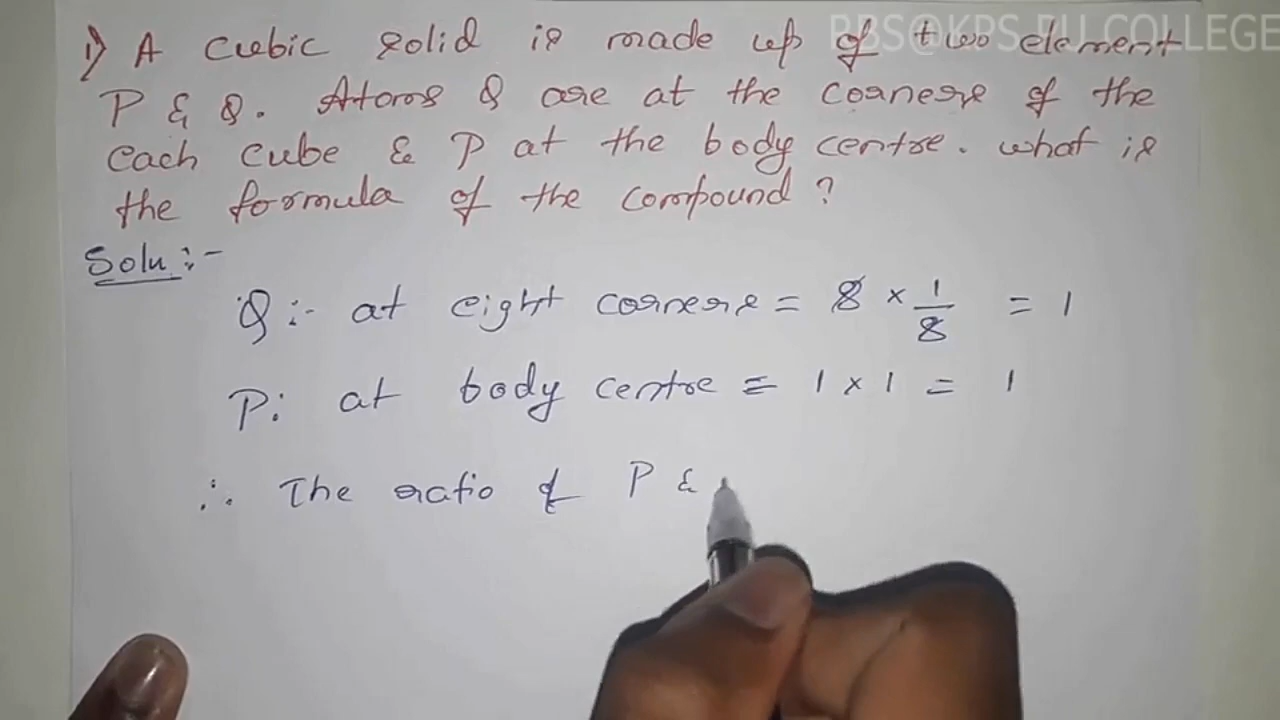 BBS@KPS PU COLLEGE
1) A cubic solid is made up of two element
P & Q. Atoms Q are at the corners of the
each cube & P at the body centre. what is
the formula of the compound?
Solu :-
Q :- at eight corners = 8 × 1/8 = 1
P: at body centre = 1 × 1 = 1
∴ The ratio of P &